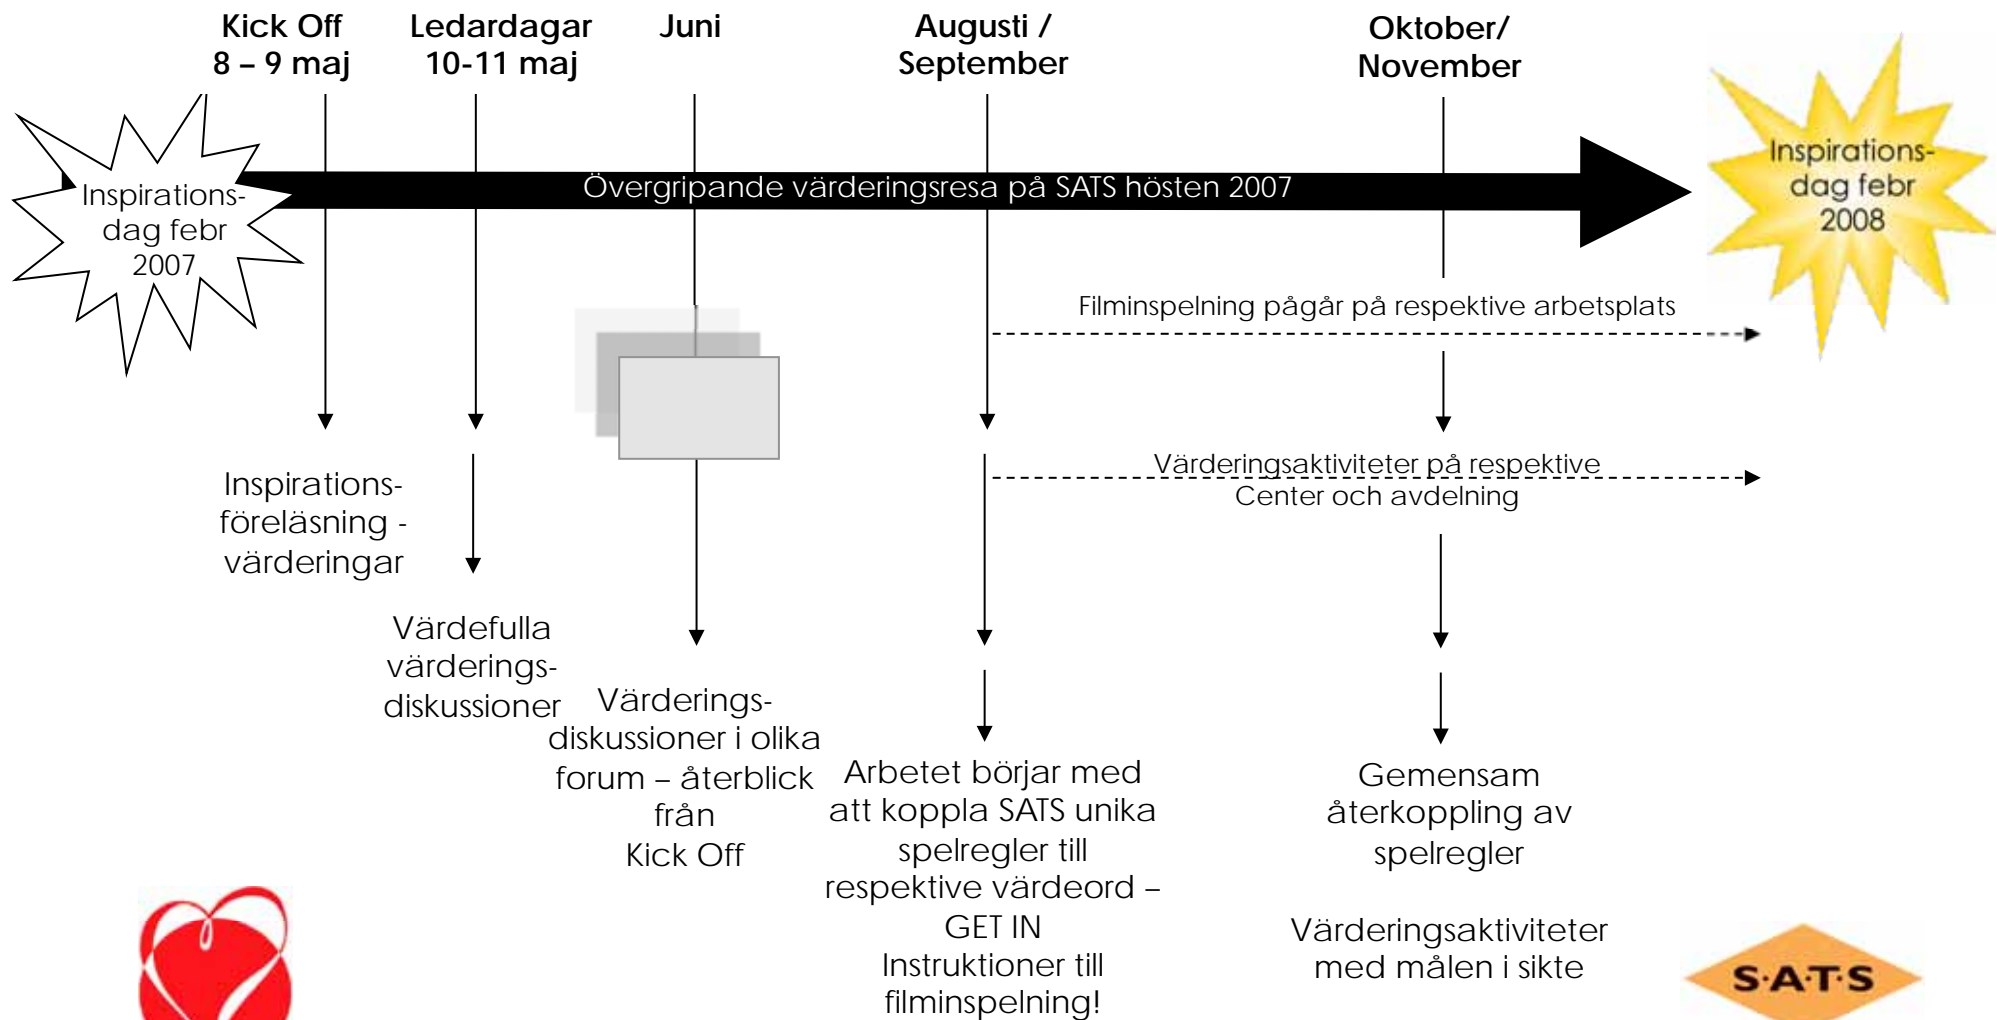 Kick Off
8 – 9 maj
Ledardagar
10-11 maj
Juni
Augusti /
September
Oktober/
November
Inspirations-
dag febr
2007
Övergripande värderingsresa på SATS hösten 2007
Inspirations-
dag febr
2008
Filminspelning pågår på respektive arbetsplats
Värderingsaktiviteter på respektive
Center och avdelning
Inspirations-
föreläsning -
värderingar
Värdefulla
värderings-
diskussioner
Värderings-
diskussioner i olika
forum – återblick
från
Kick Off
Arbetet börjar med
att koppla SATS unika
spelregler till
respektive värdeord –
GET IN
Instruktioner till
filminspelning!
Gemensam
återkoppling av
spelregler
Värderingsaktiviteter
med målen i sikte
S·A·T·S